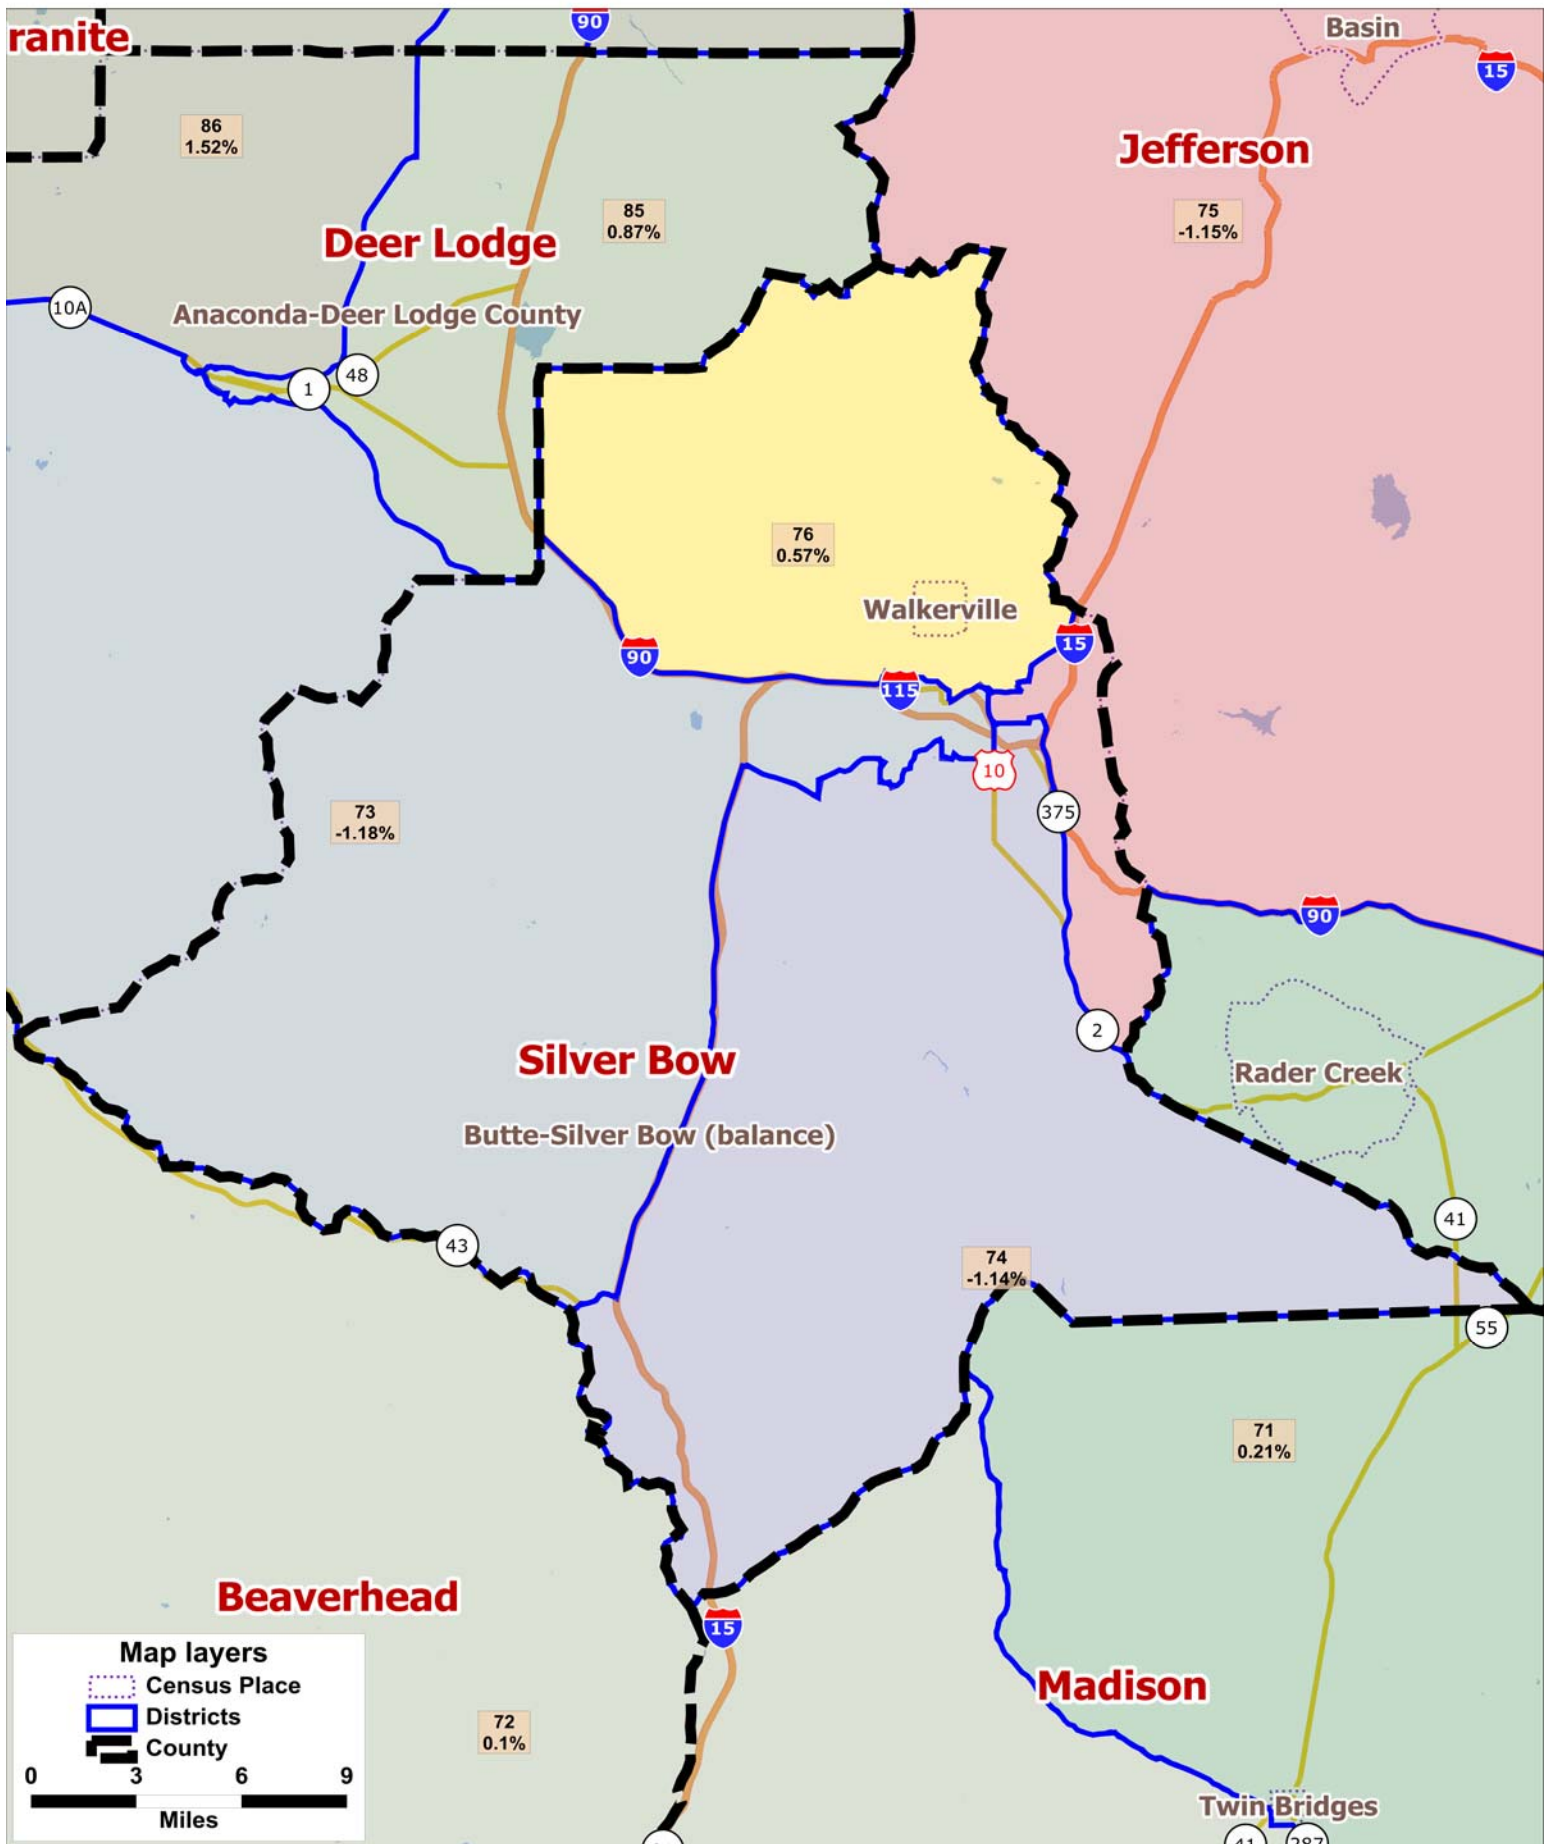 90
Basin
ranite
15
86
1.52%
Jefferson
85
0.87%
75
-1.15%
Deer Lodge
10A
Anaconda-Deer Lodge County
48
1
76
0.57%
Walkerville
15
90
115
10
73
-1.18%
375
90
2
Silver Bow
Rader Creek
Butte-Silver Bow (balance)
41
43
74
-1.14%
55
71
0.21%
Beaverhead
15
Map layers
Census Place
Districts
County
0 3 6 9
Miles
Madison
72
0.1%
Twin Bridges
41
287